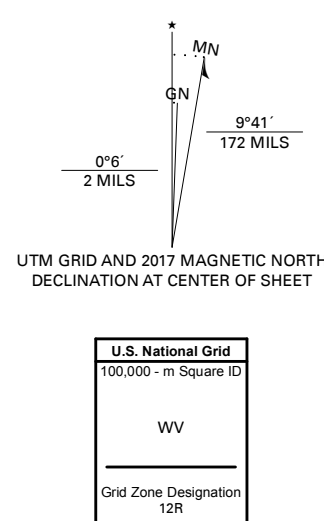 ★
MN
GN
9°41´
172 MILS
0°6´
2 MILS
UTM GRID AND 2017 MAGNETIC NORTH
DECLINATION AT CENTER OF SHEET
U.S. National Grid
100,000 - m Square ID
WV
Grid Zone Designation
12R